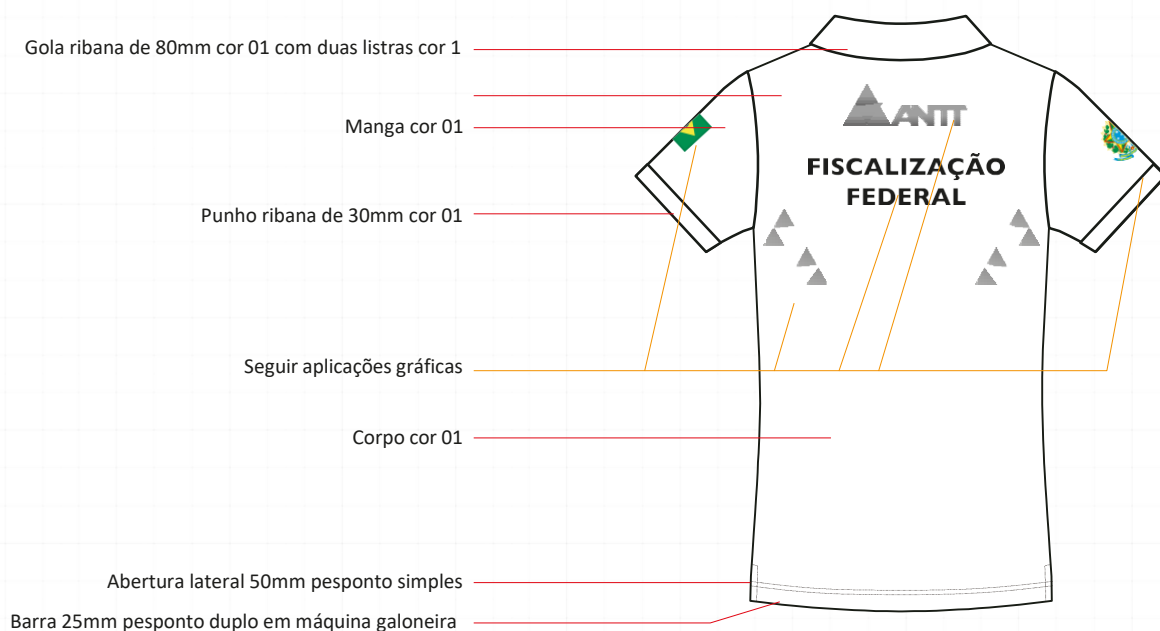 Gola ribana de 80mm cor 01 com duas listras cor 1
Manga cor 01
Punho ribana de 30mm cor 01
Seguir aplicações gráficas
Corpo cor 01
Abertura lateral 50mm pesponto simples
Barra 25mm pesponto duplo em máquina galoneira
ANTT
FISCALIZAÇÃO
FEDERAL